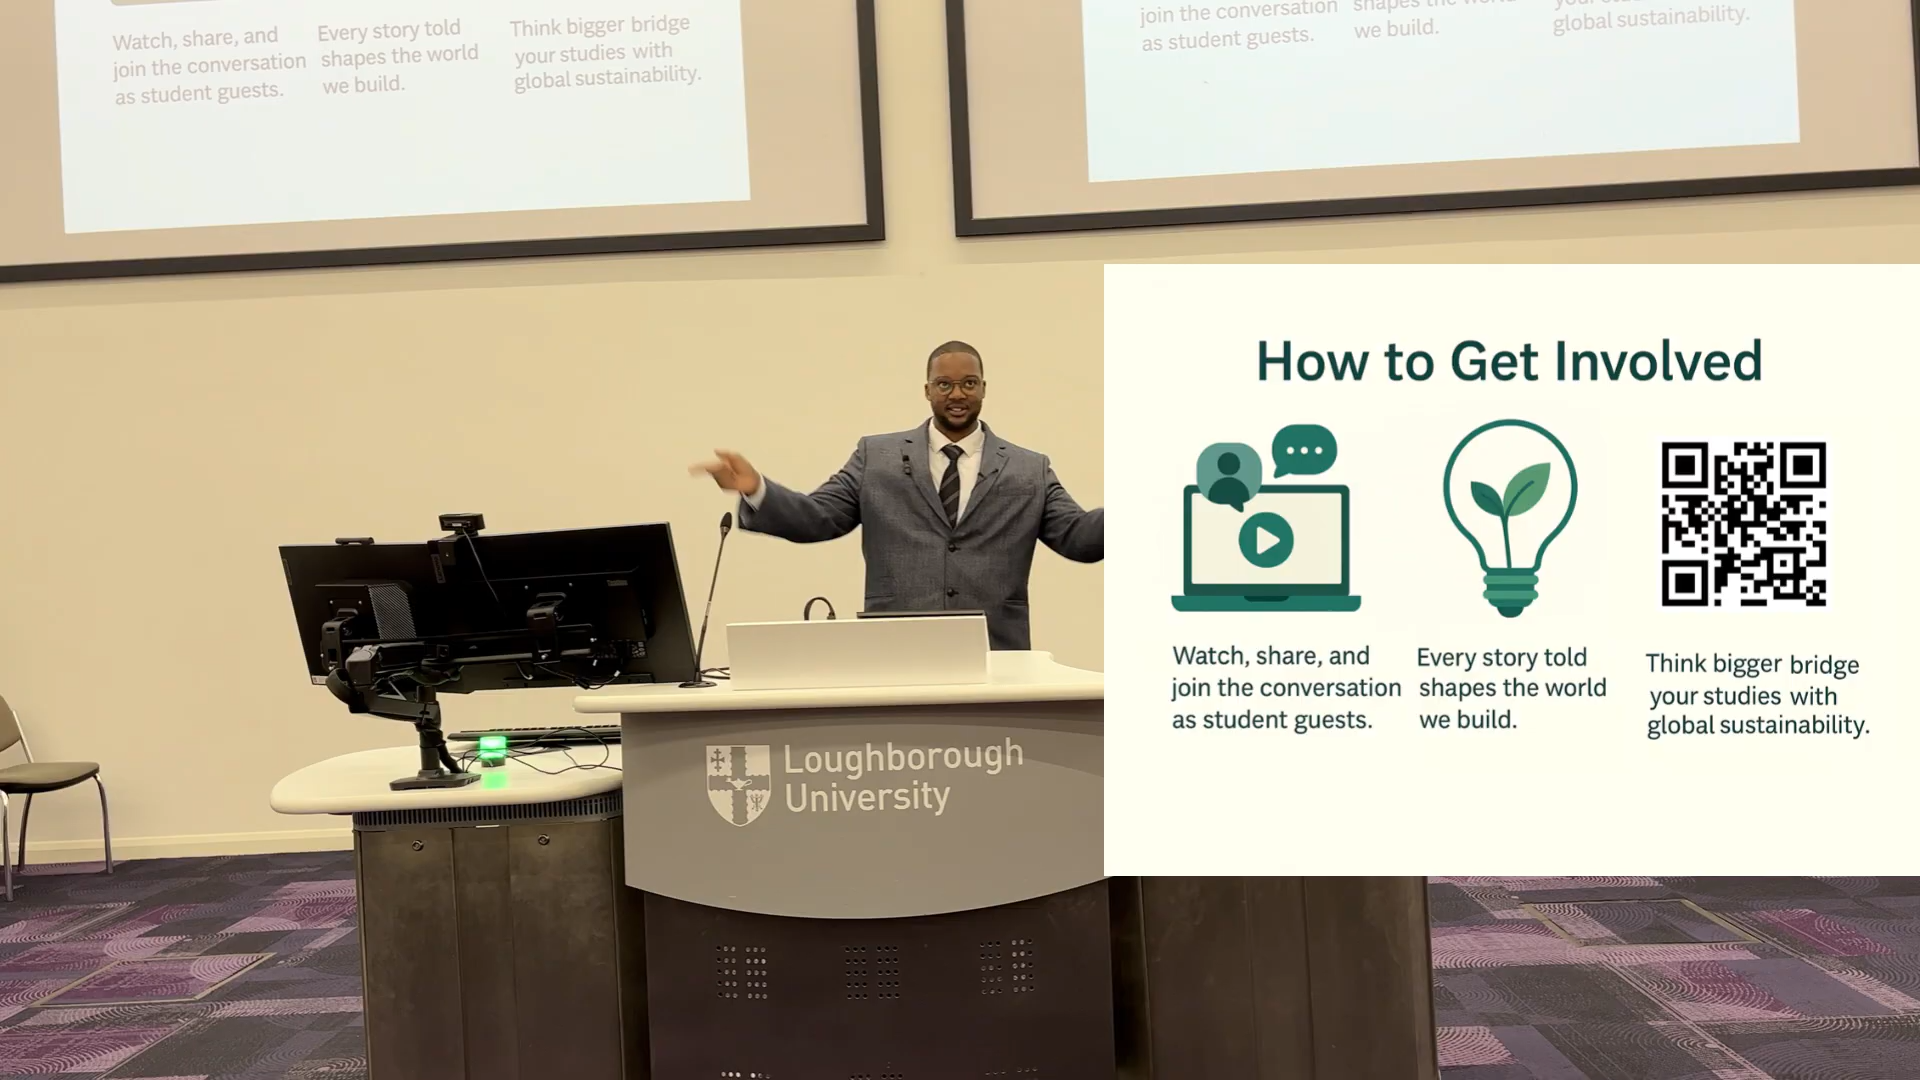 Watch, share, and
join the conversation
as student guests.
Every story told
shapes the world
we build.
Think bigger bridge
your studies with
global sustainability.
join the conversation
as student guests.
shapes the world
we build.
global sustainability.
How to Get Involved
Watch, share, and
join the conversation
as student guests.
Every story told
shapes the world
we build.
Think bigger bridge
your studies with
global sustainability.
Loughborough
University